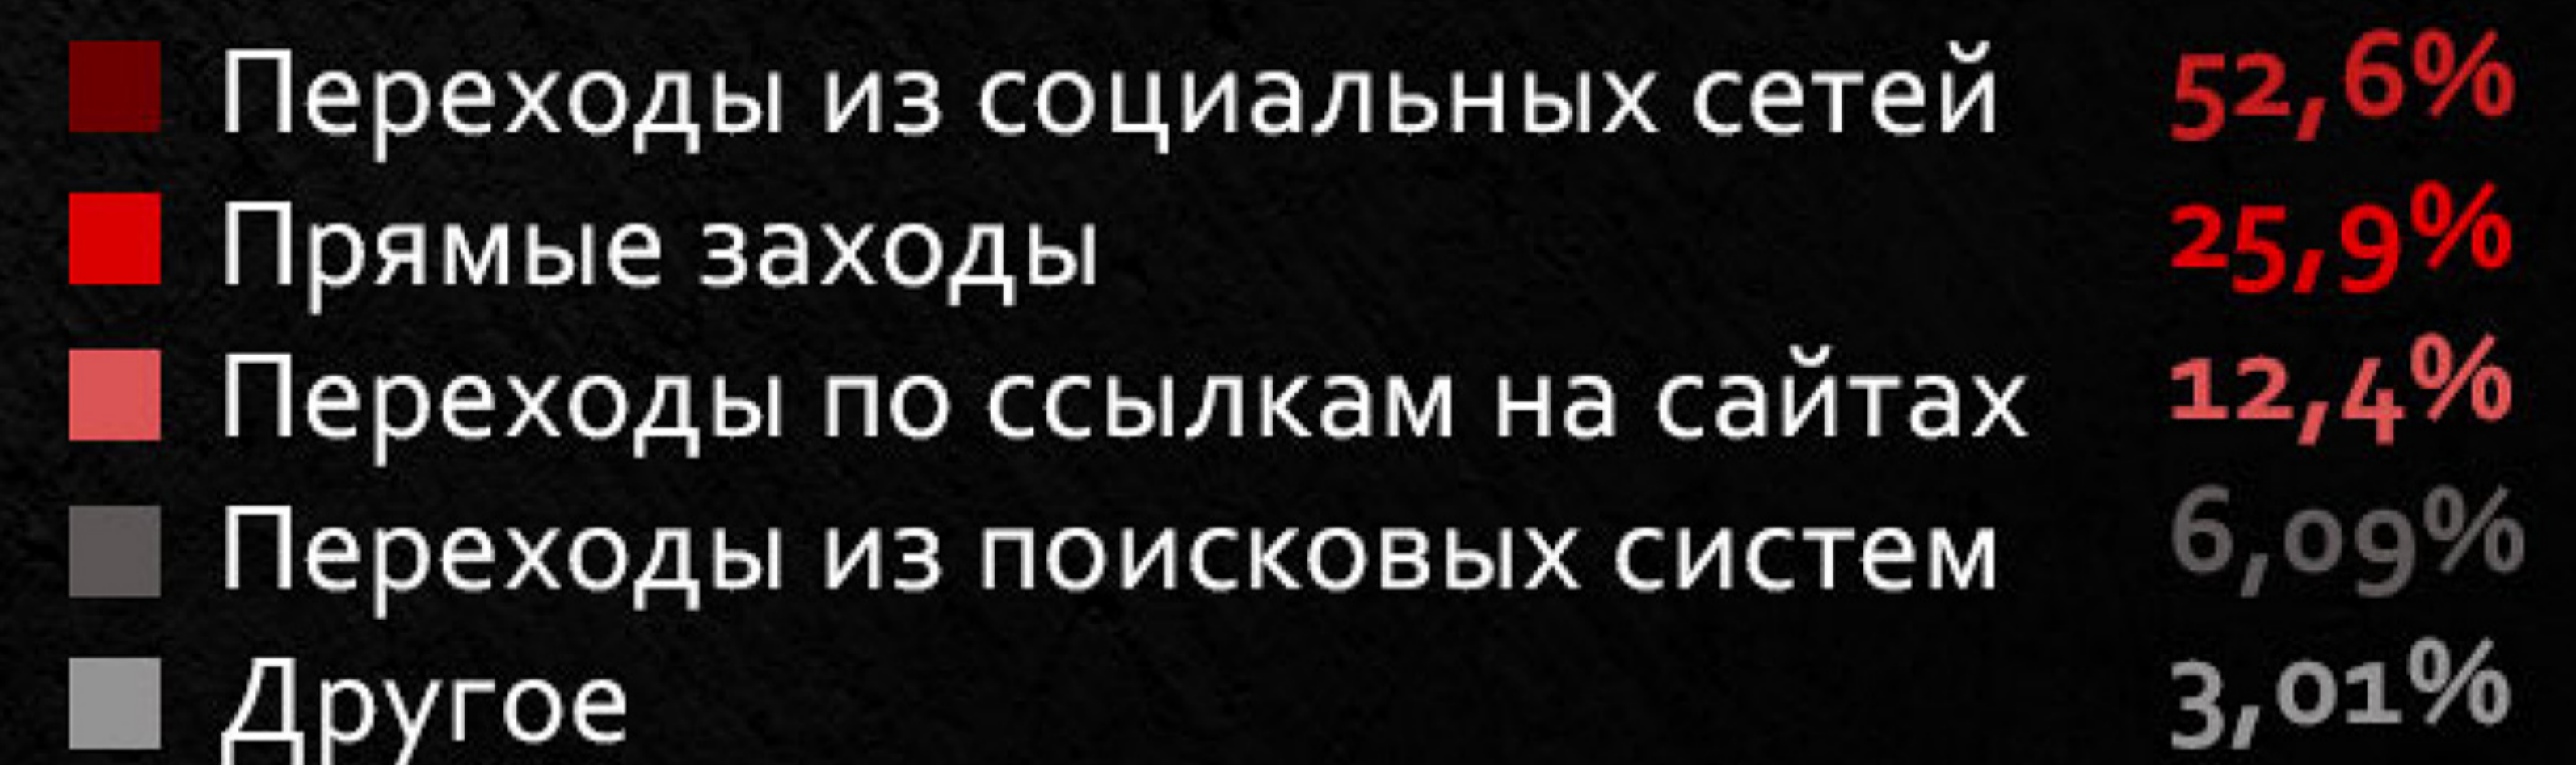 Переходы из социальных сетей 52,6%
Прямые заходы 25,9%
Переходы по ссылкам на сайтах 12,4%
Переходы из поисковых систем 6,09%
Другое 3,01%